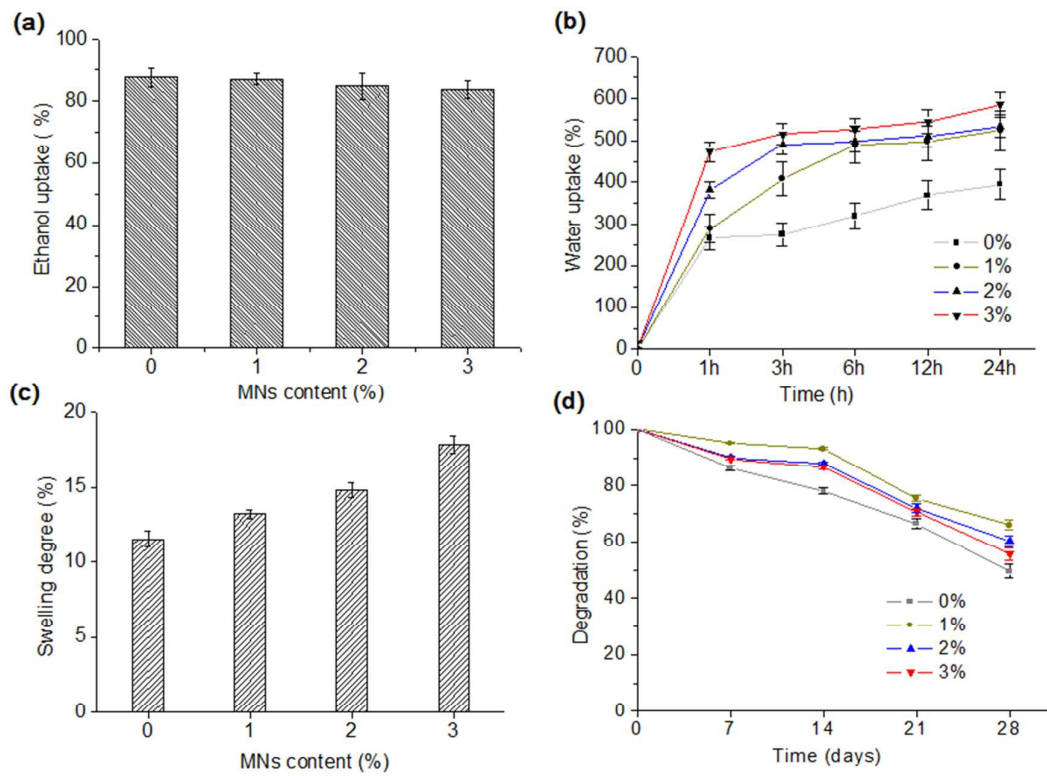 (a)
100
80
60
40
20
0
Ethanol uptake ( %)
0 1 2 3
MNs content (%)
(b)
700
600
500
400
300
200
100
0
Water uptake (%)
0 1h 3h 6h 12h 24h
Time (h)
0%
1%
2%
3%
(c)
20
15
10
5
0
Swelling degree (%)
0 1 2 3
MNs content (%)
(d)
100
80
60
40
20
0
Degradation (%)
0 7 14 21 28
Time (days)
0%
1%
2%
3%